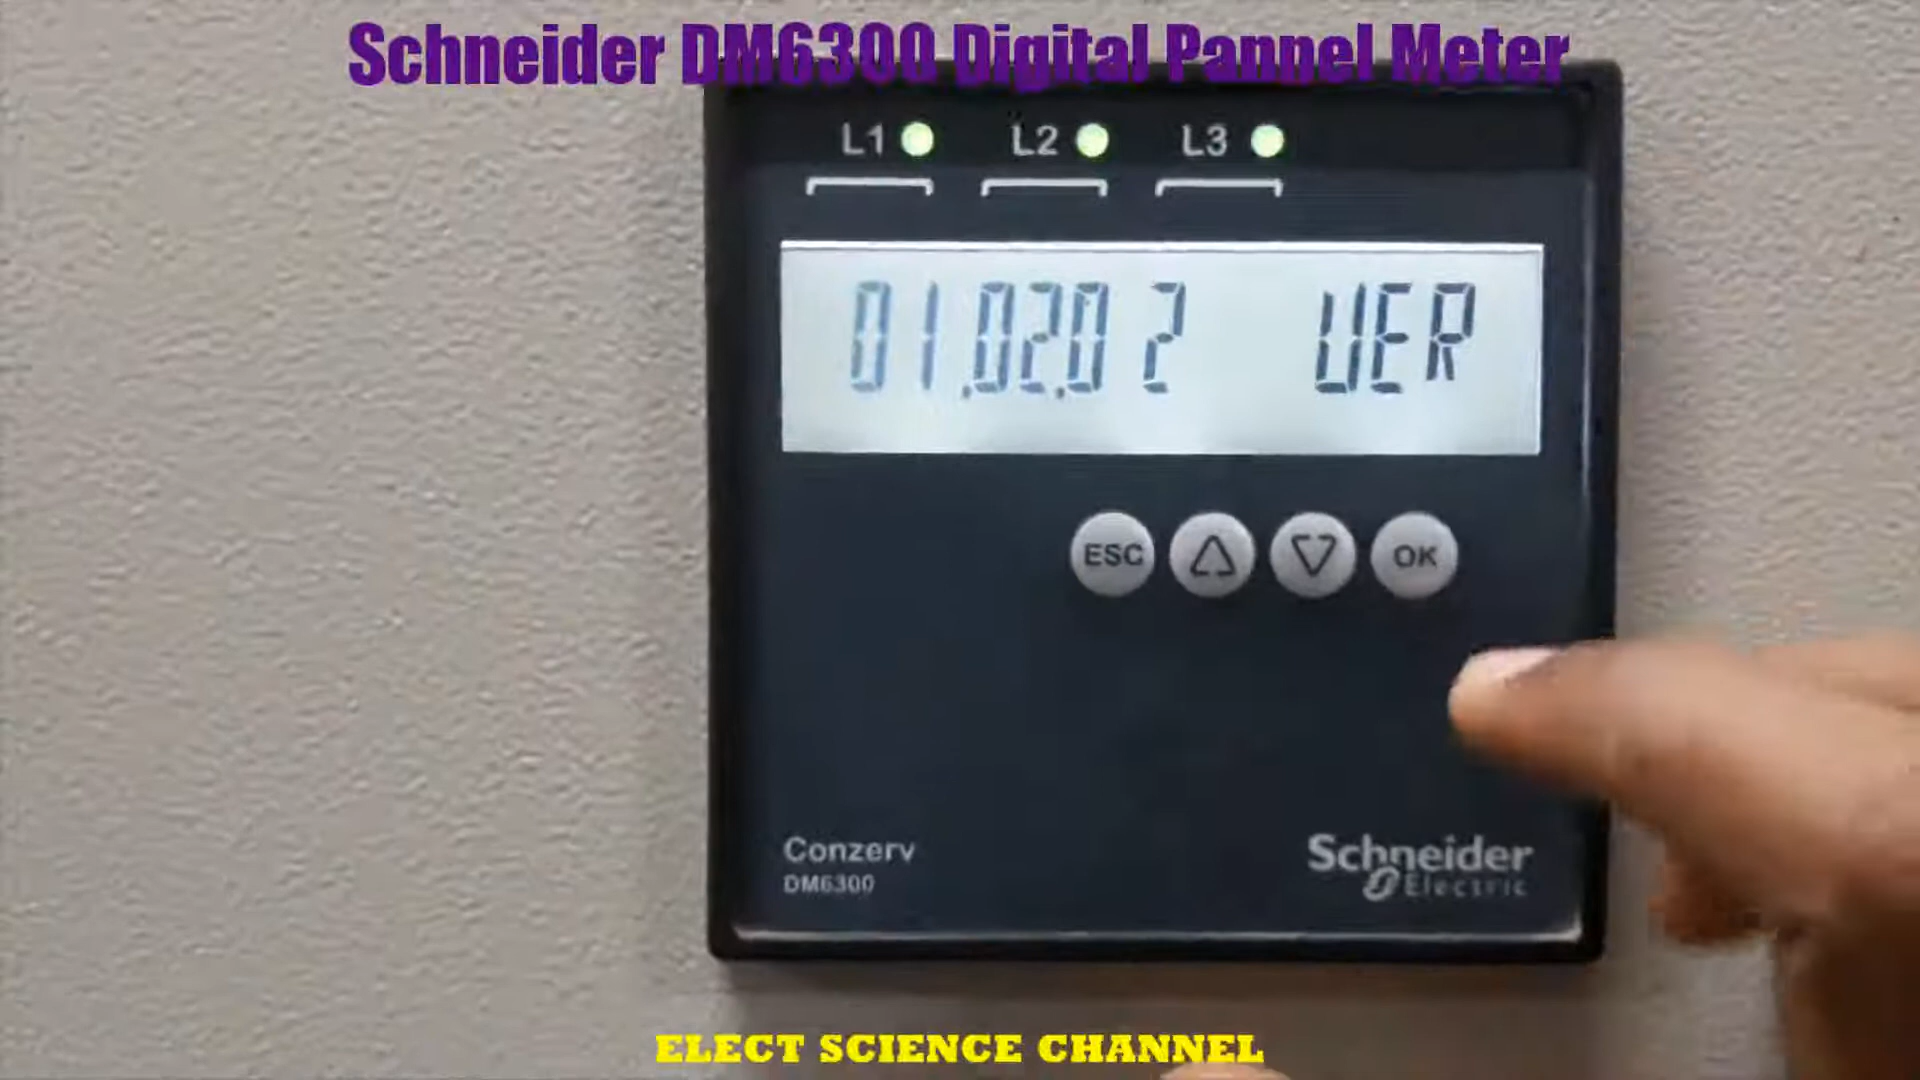 Schneider DM6300 Digital Pannel Meter
L1 L2 L3
01.02.02 VER
ESC OK
Conzerv
DM6300
Schneider
Electric
ELECT SCIENCE CHANNEL